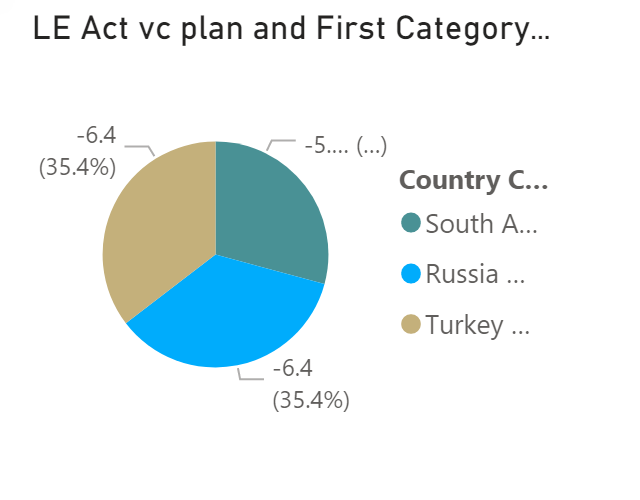 LE Act vc plan and First Category...
-6.4
(35.4%)
-5.... (...)
Country C...
South A...
Russia ...
Turkey ...
-6.4
(35.4%)